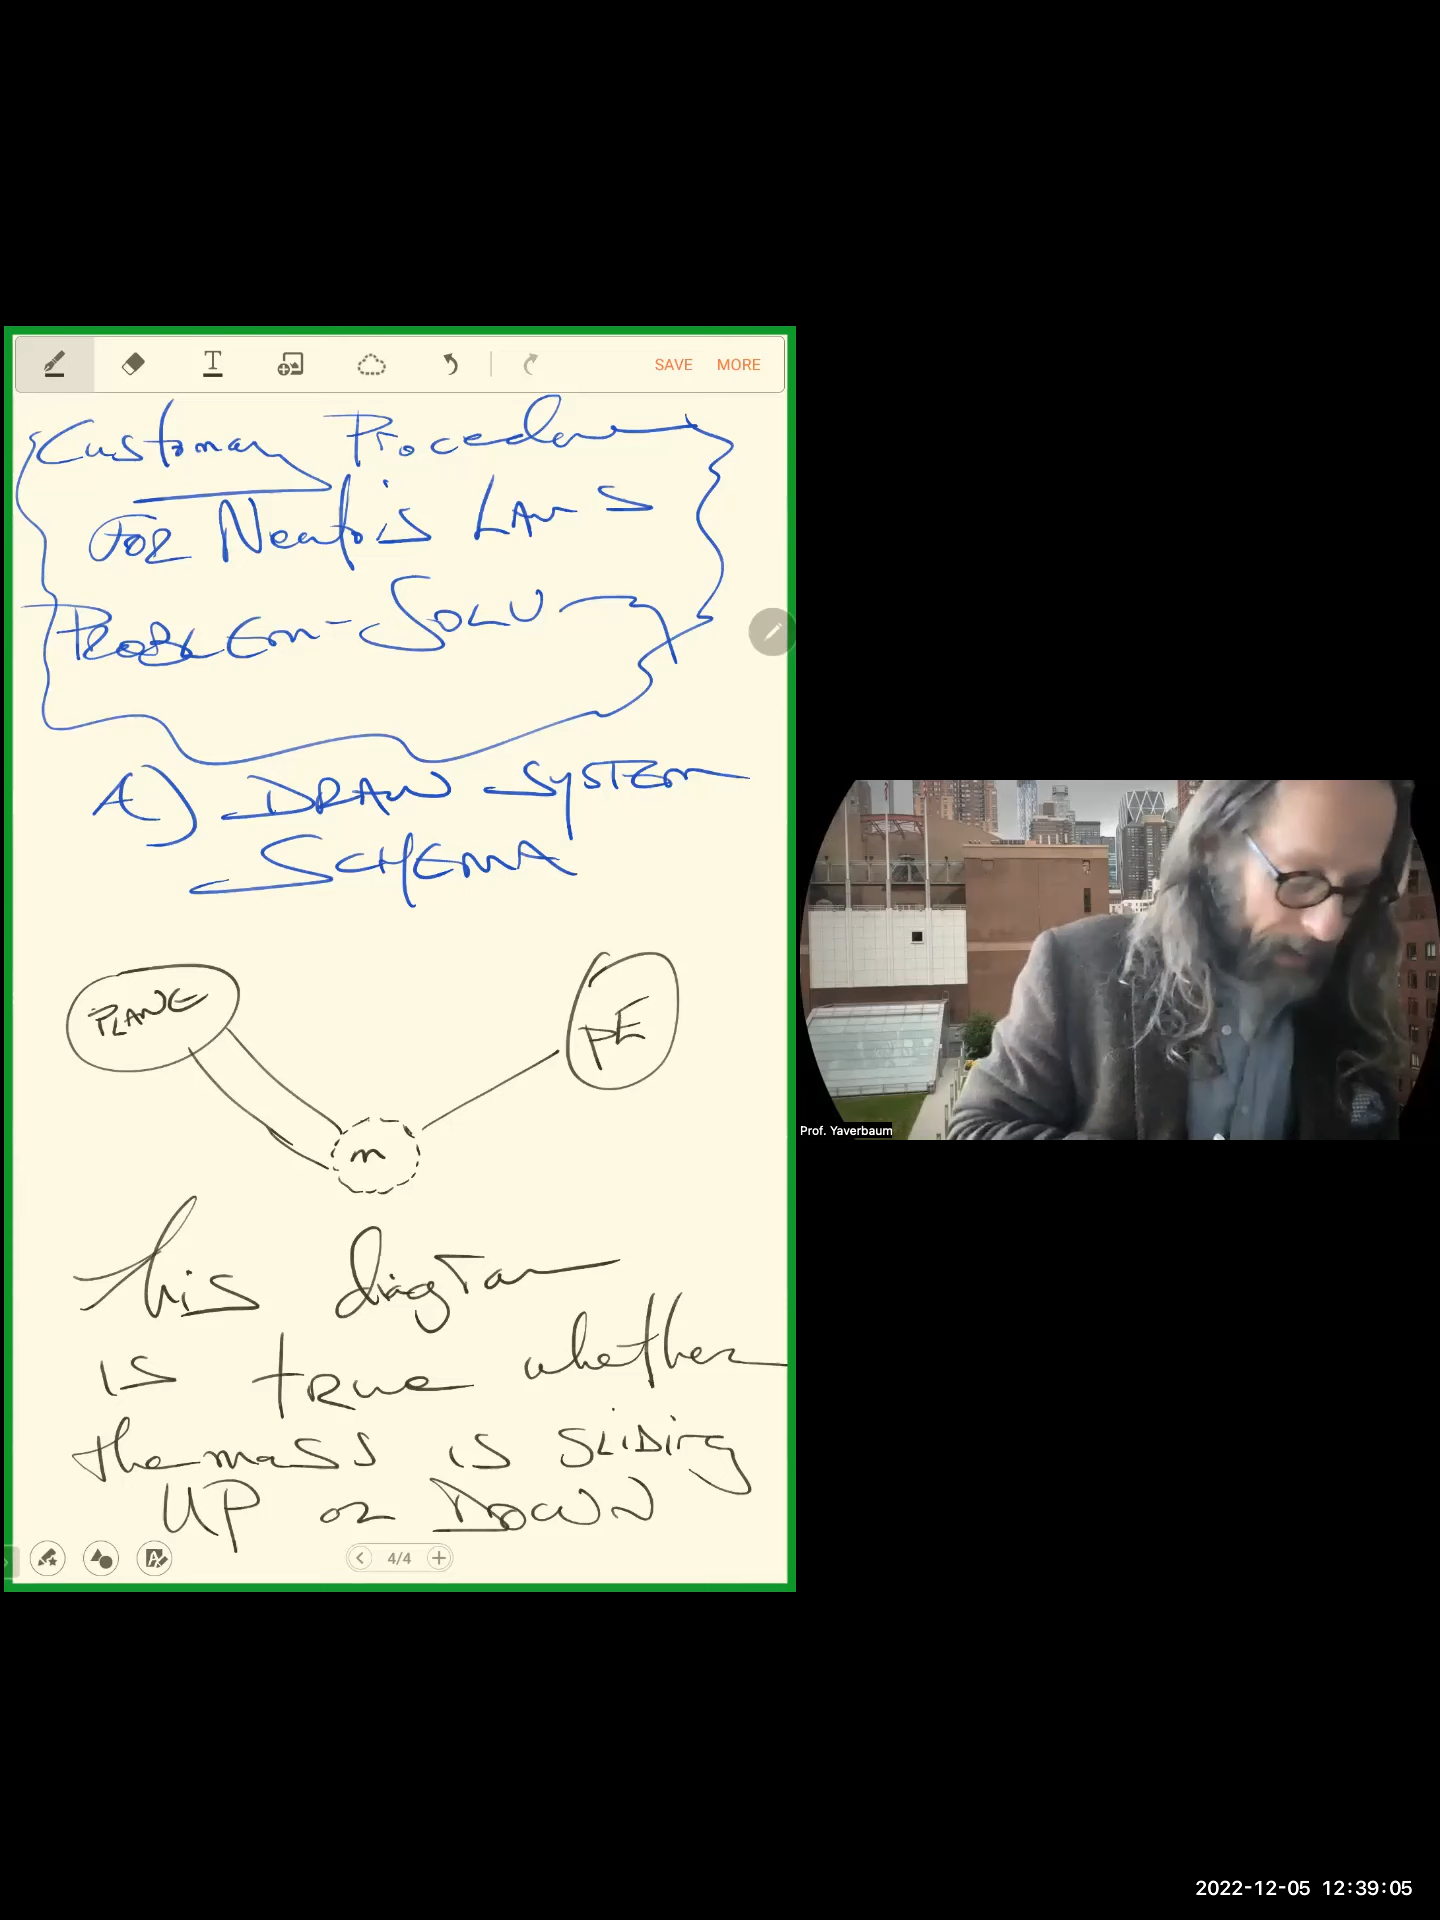 SAVE MORE
Customary Procedure
FOR Newton's LAWS
PROBLEM-SOLV
A) DRAW SYSTEM
SCHEMA
PLANE
PE
m
This diagram
is TRUE whether
the mass is SLIDING
UP or DOWN
4/4
Prof. Yaverbaum
2022-12-05 12:39:05